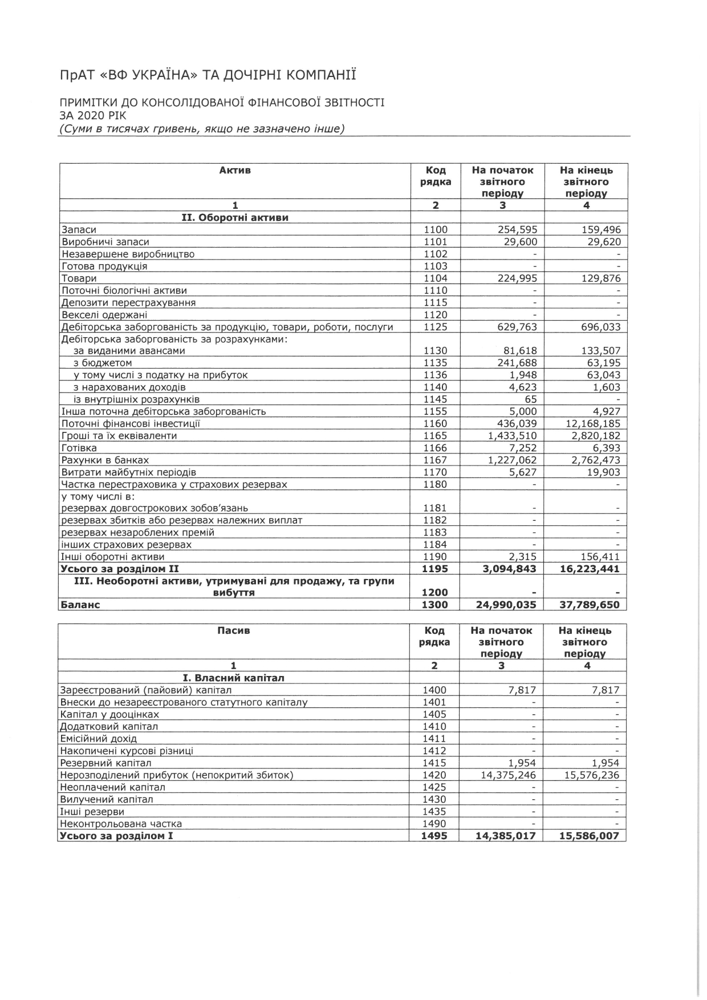 ПрАТ «ВФ УКРАЇНА» ТА ДОЧІРНІ КОМПАНІЇ
ПРИМІТКИ ДО КОНСОЛІДОВАНОЇ ФІНАНСОВОЇ ЗВІТНОСТІ
ЗА 2020 РІК
(Суми в тисячах гривень, якщо не зазначено інше)
Актив Код рядка На початок звітного періоду На кінець звітного періоду
1 2 3 4
II. Оборотні активи
Запаси 1100 254,595 159,496
Виробничі запаси 1101 29,600 29,620
Незавершене виробництво 1102 - -
Готова продукція 1103 - -
Товари 1104 224,995 129,876
Поточні біологічні активи 1110 - -
Депозити перестрахування 1115 - -
Векселі одержані 1120 - -
Дебіторська заборгованість за продукцію, товари, роботи, послуги 1125 629,763 696,033
Дебіторська заборгованість за розрахунками:
за виданими авансами 1130 81,618 133,507
з бюджетом 1135 241,688 63,195
у тому числі з податку на прибуток 1136 1,948 63,043
з нарахованих доходів 1140 4,623 1,603
із внутрішніх розрахунків 1145 65 -
Інша поточна дебіторська заборгованість 1155 5,000 4,927
Поточні фінансові інвестиції 1160 436,039 12,168,185
Гроші та їх еквіваленти 1165 1,433,510 2,820,182
Готівка 1166 7,252 6,393
Рахунки в банках 1167 1,227,062 2,762,473
Витрати майбутніх періодів 1170 5,627 19,903
Частка перестраховика у страхових резервах 1180 - -
у тому числі в:
резервах довгострокових зобов’язань 1181 - -
резервах збитків або резервах належних виплат 1182 - -
резервах незароблених премій 1183 - -
інших страхових резервах 1184 - -
Інші оборотні активи 1190 2,315 156,411
Усього за розділом II 1195 3,094,843 16,223,441
III. Необоротні активи, утримувані для продажу, та групи
вибуття 1200 - -
Баланс 1300 24,990,035 37,789,650
Пасив Код рядка На початок звітного періоду На кінець звітного періоду
1 2 3 4
I. Власний капітал
Зареєстрований (пайовий) капітал 1400 7,817 7,817
Внески до незареєстрованого статутного капіталу 1401 - -
Капітал у дооцінках 1405 - -
Додатковий капітал 1410 - -
Емісійний дохід 1411 - -
Накопичені курсові різниці 1412 - -
Резервний капітал 1415 1,954 1,954
Нерозподілений прибуток (непокритий збиток) 1420 14,375,246 15,576,236
Неоплачений капітал 1425 - -
Вилучений капітал 1430 - -
Інші резерви 1435 - -
Неконтрольована частка 1490 - -
Усього за розділом I 1495 14,385,017 15,586,007